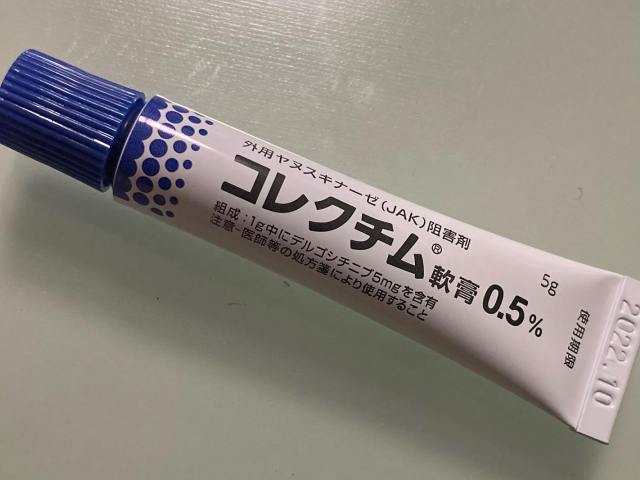 外用ヤヌスキナーゼ(JAK)阻害剤
コレクチム®軟膏0.5%
組成:1g中にデルゴシチニブ5mgを含有
注意-医師等の処方箋により使用すること
5g
使用期限
2022.10